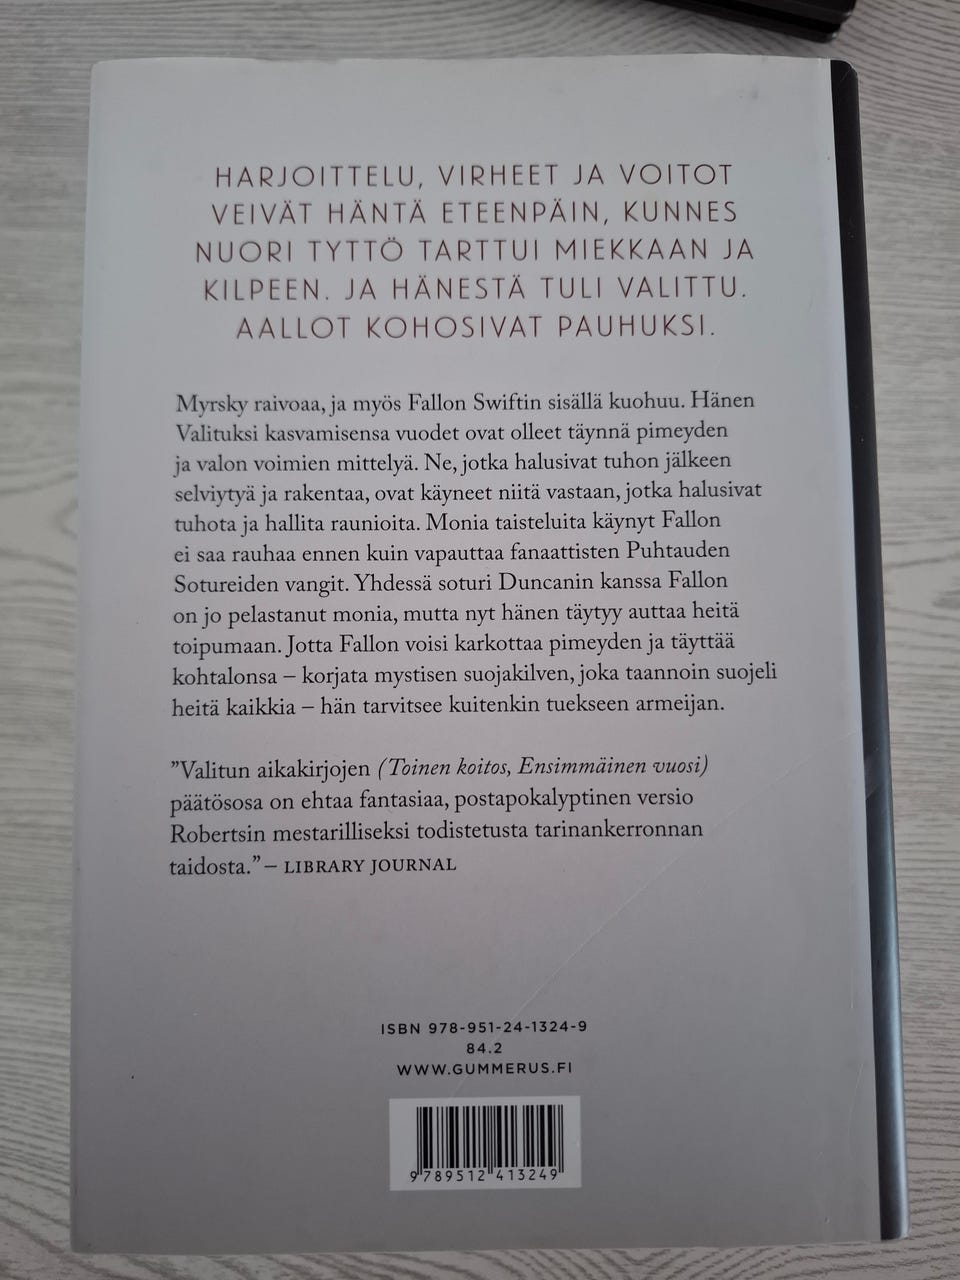 HARJOITTELU, VIRHEET JA VOITOT
VEIVÄT HÄNTÄ ETEENPÄIN, KUNNES
NUORI TYTTÖ TARTTUI MIEKKAAN JA
KILPEEN. JA HÄNESTÄ TULI VALITTU.
AALLOT KOHOSIVAT PAUHUKSI.
Myrsky raivoaa, ja myös Fallon Swiftin sisällä kuohuu. Hänen
Valituksi kasvamisensa vuodet ovat olleet täynnä pimeyden
ja valon voimien mittelyä. Ne, jotka halusivat tuhon jälkeen
selviytyä ja rakentaa, ovat käyneet niitä vastaan, jotka halusivat
tuhota ja hallita raunioita. Monia taisteluita käynyt Fallon
ei saa rauhaa ennen kuin vapauttaa fanaattisten Puhtauden
Sotureiden vangit. Yhdessä soturi Duncanin kanssa Fallon
on jo pelastanut monia, mutta nyt hänen täytyy auttaa heitä
toipumaan. Jotta Fallon voisi karkottaa pimeyden ja täyttää
kohtalonsa – korjata mystisen suojakilven, joka taannoin suojeli
heitä kaikkia – hän tarvitsee kuitenkin tuekseen armeijan.
”Valitun aikakirjojen (Toinen koitos, Ensimmäinen vuosi)
päätösosa on ehtaa fantasiaa, postapokalyptinen versio
Robertsin mestarilliseksi todistetusta tarinankerronnan
taidosta.” – LIBRARY JOURNAL
ISBN 978-951-24-1324-9
84.2
WWW.GUMMERUS.FI
9789512413249